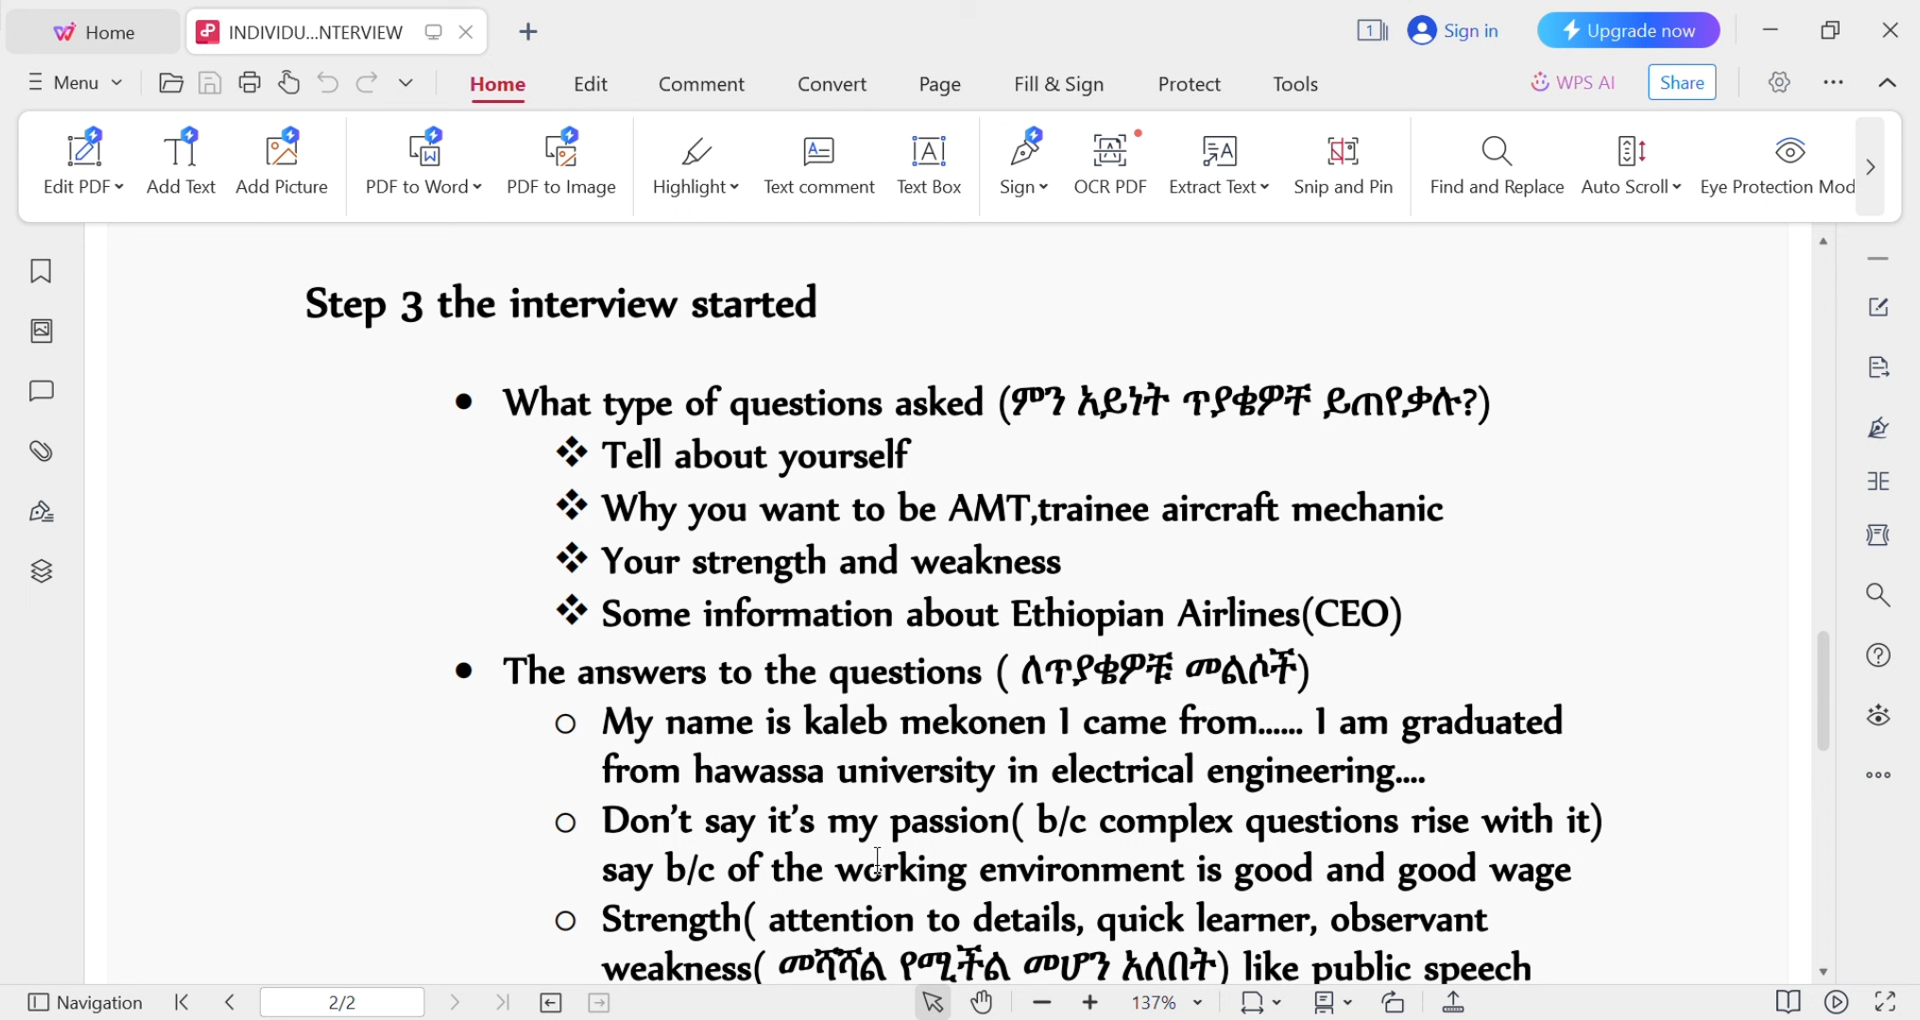 Home
INDIVIDU...NTERVIEW
1
Sign in
Upgrade now
Menu
Home
Edit
Comment
Convert
Page
Fill & Sign
Protect
Tools
WPS AI
Share
Edit PDF
Add Text
Add Picture
PDF to Word
PDF to Image
Highlight
Text comment
Text Box
Sign
OCR PDF
Extract Text
Snip and Pin
Find and Replace
Auto Scroll
Eye Protection Mod
Step 3 the interview started
• What type of questions asked (ምን አይነት ጥያቄዎቸ ይጠየቃሉ?)
❖ Tell about yourself
❖ Why you want to be AMT,trainee aircraft mechanic
❖ Your strength and weakness
❖ Some information about Ethiopian Airlines(CEO)
• The answers to the questions ( ለጥያቄዎቹ መልሶች)
o My name is kaleb mekonen I came from...... I am graduated
from hawassa university in electrical engineering....
o Don't say it's my passion( b/c complex questions rise with it)
say b/c of the working environment is good and good wage
o Strength( attention to details, quick learner, observant
weakness( መሻሻል የሚችል መሆን አለበት) like public speech
Navigation
2/2
137%